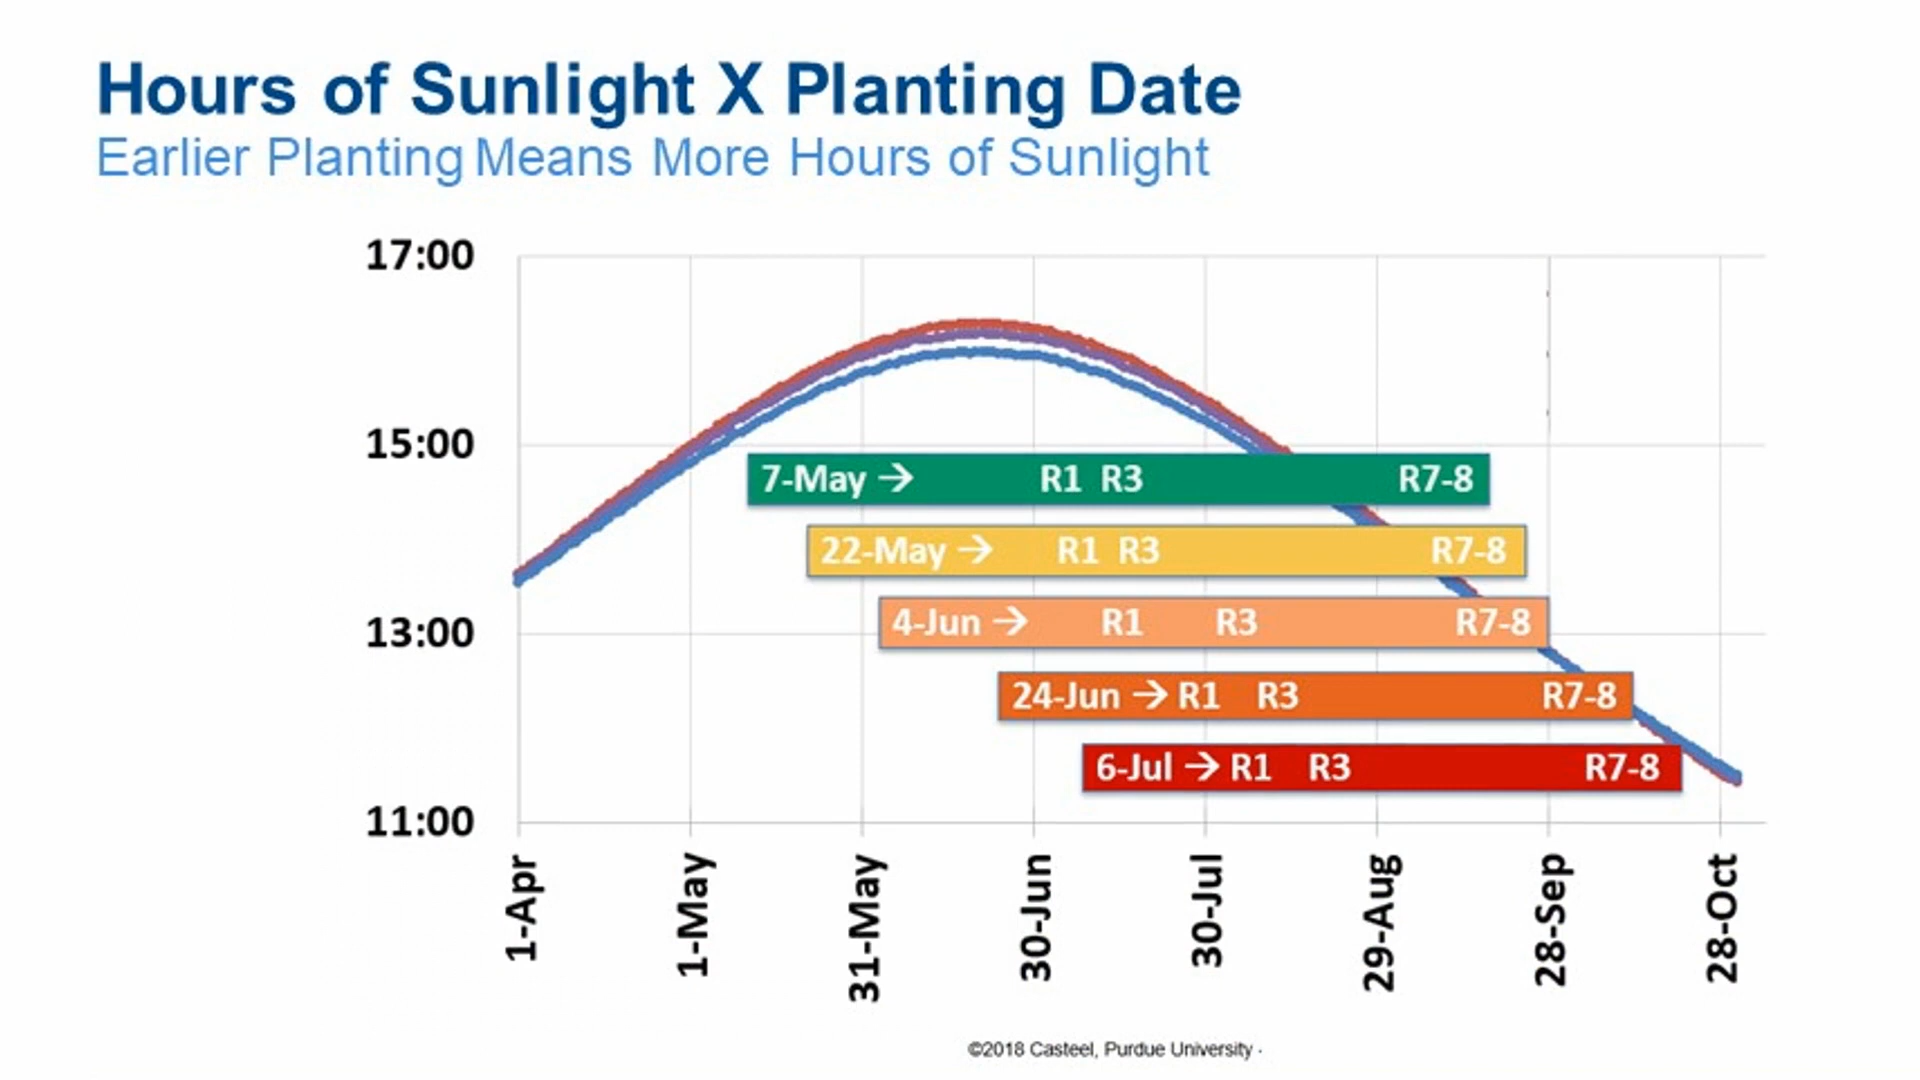 Hours of Sunlight X Planting Date
Earlier Planting Means More Hours of Sunlight
17:00
15:00
13:00
11:00
7-May → R1 R3 R7-8
22-May → R1 R3 R7-8
4-Jun → R1 R3 R7-8
24-Jun → R1 R3 R7-8
6-Jul → R1 R3 R7-8
1-Apr
1-May
31-May
30-Jun
30-Jul
29-Aug
28-Sep
28-Oct
©2018 Casteel, Purdue University ·